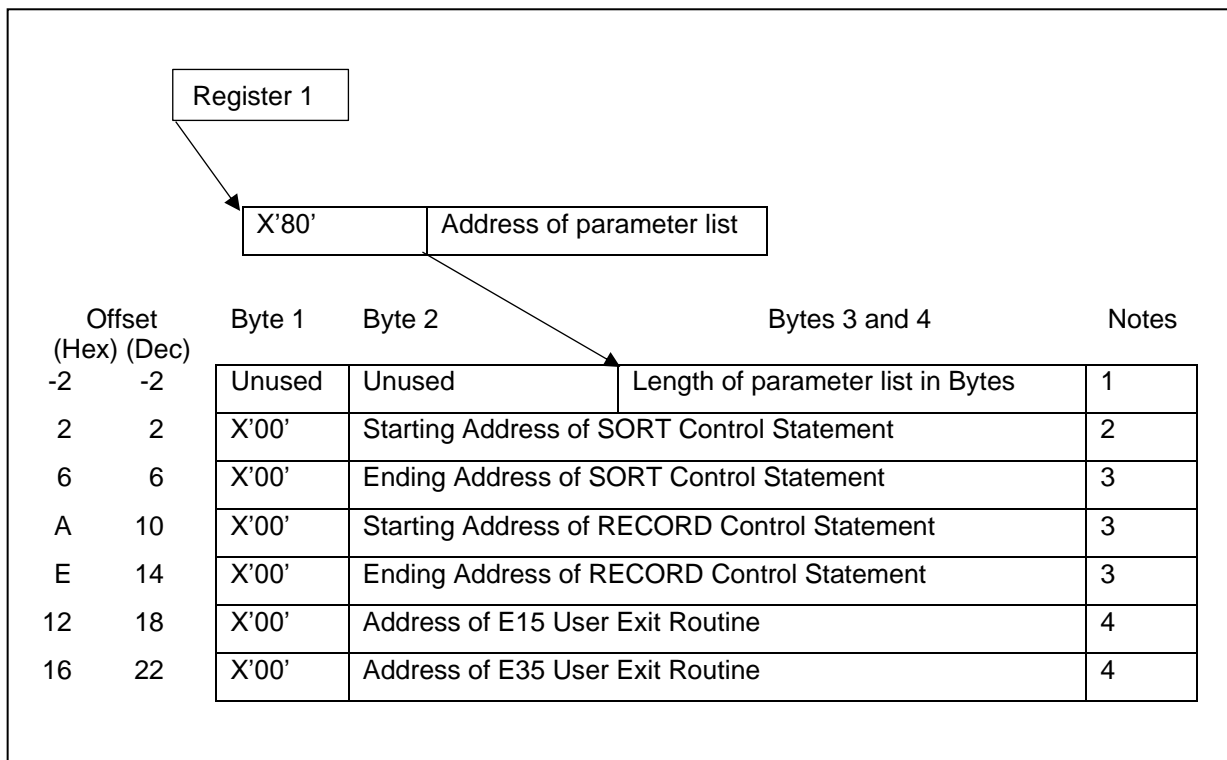 Register 1
X’80’ Address of parameter list
Offset Byte 1 Byte 2 Bytes 3 and 4 Notes
(Hex) (Dec)
-2 -2 Unused Unused Length of parameter list in Bytes 1
2 2 X’00’ Starting Address of SORT Control Statement 2
6 6 X’00’ Ending Address of SORT Control Statement 3
A 10 X’00’ Starting Address of RECORD Control Statement 3
E 14 X’00’ Ending Address of RECORD Control Statement 3
12 18 X’00’ Address of E15 User Exit Routine 4
16 22 X’00’ Address of E35 User Exit Routine 4